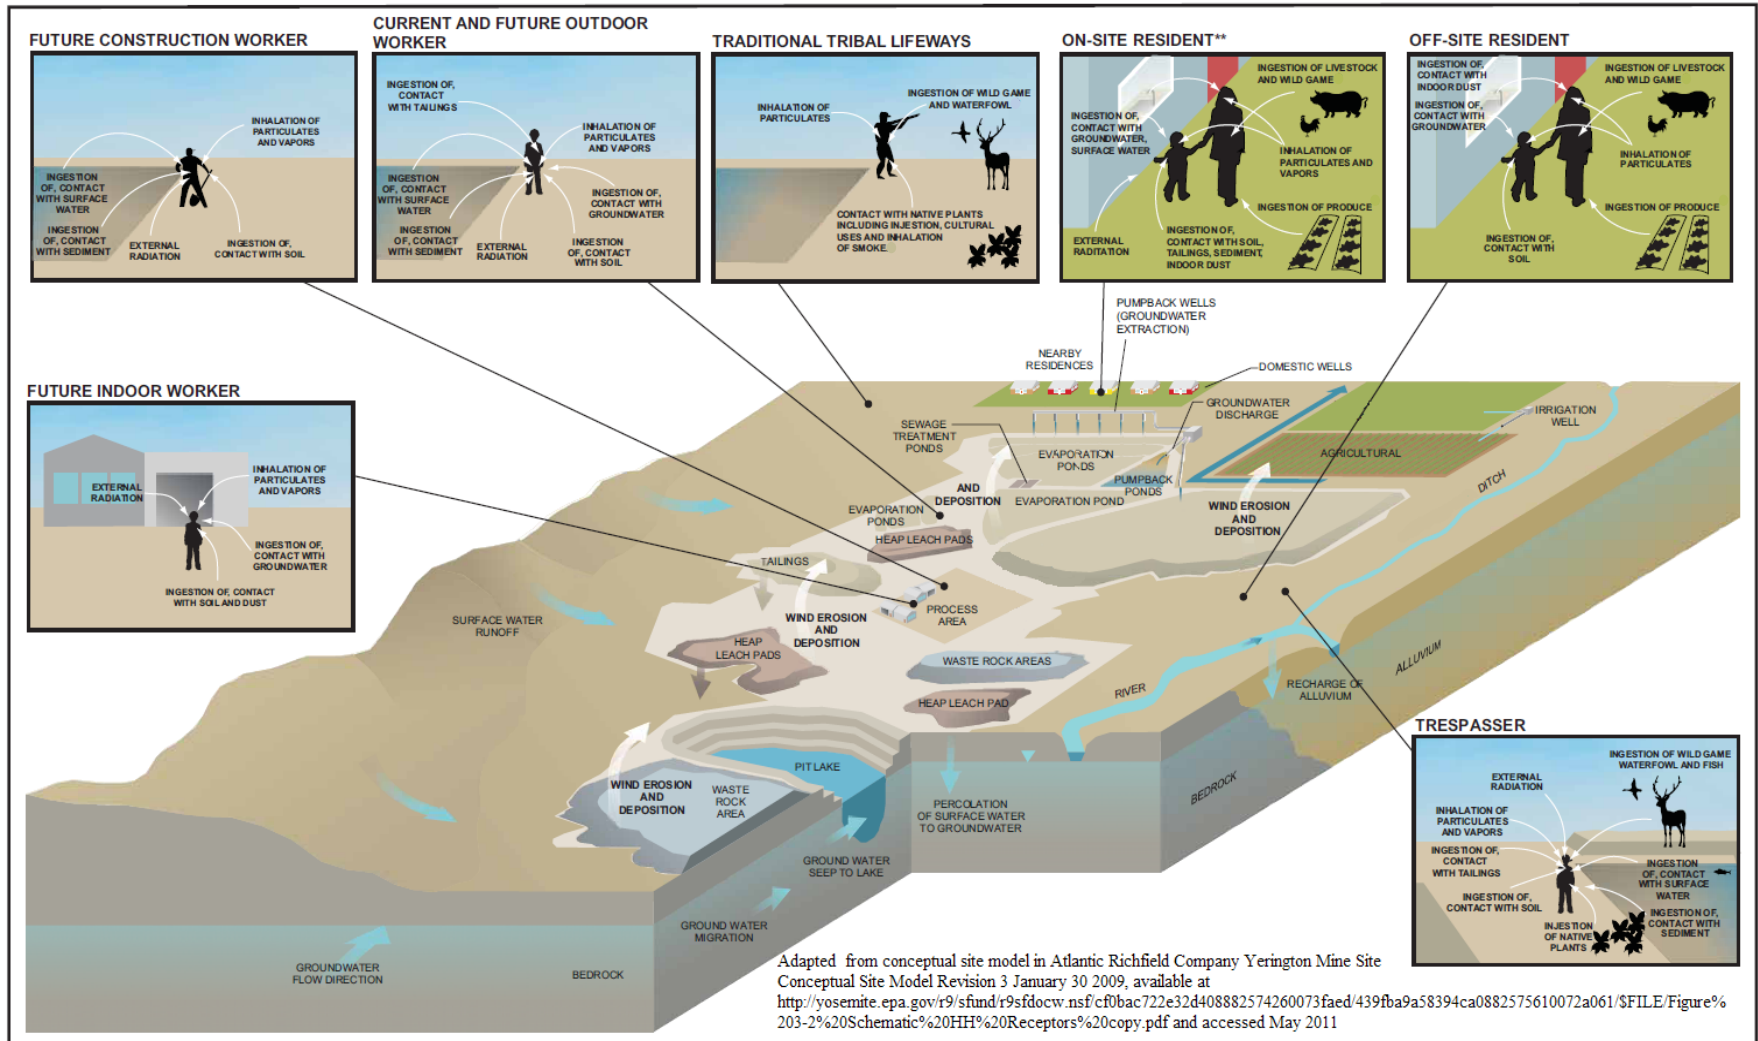 FUTURE CONSTRUCTION WORKER
INHALATION OF
PARTICULATES
AND VAPORS
INGESTION
OF, CONTACT
WITH SURFACE
WATER
INGESTION
OF, CONTACT
WITH SEDIMENT
EXTERNAL
RADIATION
INGESTION OF,
CONTACT WITH SOIL
CURRENT AND FUTURE OUTDOOR
WORKER
INGESTION OF,
CONTACT
WITH TAILINGS
INHALATION OF
PARTICULATES
AND VAPORS
INGESTION
OF, CONTACT
WITH SURFACE
WATER
INGESTION OF,
CONTACT WITH
GROUNDWATER
INGESTION
OF, CONTACT
WITH SEDIMENT
EXTERNAL
RADIATION
INGESTION
OF, CONTACT
WITH SOIL
TRADITIONAL TRIBAL LIFEWAYS
INHALATION OF
PARTICULATES
INGESTION OF WILD GAME
AND WATERFOWL
CONTACT WITH NATIVE PLANTS
INCLUDING INJESTION, CULTURAL
USES AND INHALATION
OF SMOKE.
ON-SITE RESIDENT**
INGESTION OF LIVESTOCK
AND WILD GAME
INGESTION OF,
CONTACT WITH
GROUNDWATER,
SURFACE WATER
INHALATION OF
PARTICULATES AND
VAPORS
INGESTION OF PRODUCE
EXTERNAL
RADITATION
INGESTION OF,
CONTACT WITH SOIL,
TAILINGS, SEDIMENT,
INDOOR DUST
OFF-SITE RESIDENT
INGESTION OF,
CONTACT WITH
INDOOR DUST
INGESTION OF,
CONTACT WITH
GROUNDWATER
INGESTION OF LIVESTOCK
AND WILD GAME
INHALATION OF
PARTICULATES
INGESTION OF PRODUCE
INGESTION OF,
CONTACT WITH
SOIL
FUTURE INDOOR WORKER
EXTERNAL
RADIATION
INHALATION OF
PARTICULATES
AND VAPORS
INGESTION OF,
CONTACT WITH
GROUNDWATER
INGESTION OF, CONTACT
WITH SOIL AND DUST
PUMPBACK WELLS
(GROUNDWATER
EXTRACTION)
NEARBY
RESIDENCES
DOMESTIC WELLS
GROUNDWATER
DISCHARGE
IRRIGATION
WELL
SEWAGE
TREATMENT
PONDS
EVAPORATION
PONDS
AGRICULTURAL
PUMPBACK
PONDS
DITCH
AND
DEPOSITION
EVAPORATION POND
WIND EROSION
AND
DEPOSITION
EVAPORATION
PONDS
HEAP LEACH PADS
TAILINGS
PROCESS
AREA
SURFACE WATER
RUNOFF
WIND EROSION
AND
DEPOSITION
HEAP
LEACH PADS
WASTE ROCK AREAS
HEAP LEACH PAD
RIVER
RECHARGE OF
ALLUVIUM
ALLUVIUM
PIT LAKE
WIND EROSION
AND
DEPOSITION
WASTE
ROCK
AREA
PERCOLATION
OF SURFACE WATER
TO GROUNDWATER
BEDROCK
GROUND WATER
SEEP TO LAKE
GROUND WATER
MIGRATION
GROUNDWATER
FLOW DIRECTION
BEDROCK
TRESPASSER
INGESTION OF WILD GAME
WATERFOWL AND FISH
EXTERNAL
RADIATION
INHALATION OF
PARTICULATES
AND VAPORS
INGESTION OF,
CONTACT
WITH TAILINGS
INGESTION
OF, CONTACT
WITH SURFACE
WATER
INGESTION OF,
CONTACT WITH SOIL
INJESTION
OF NATIVE
PLANTS
INGESTION OF,
CONTACT WITH
SEDIMENT
Adapted from conceptual site model in Atlantic Richfield Company Yerington Mine Site
Conceptual Site Model Revision 3 January 30 2009, available at
http://yosemite.epa.gov/r9/sfund/r9sfdocw.nsf/cf0bac722e32d408882574260073faed/439fba9a58394ca0882575610072a061/$FILE/Figure%
203-2%20Schematic%20HH%20Receptors%20copy.pdf and accessed May 2011